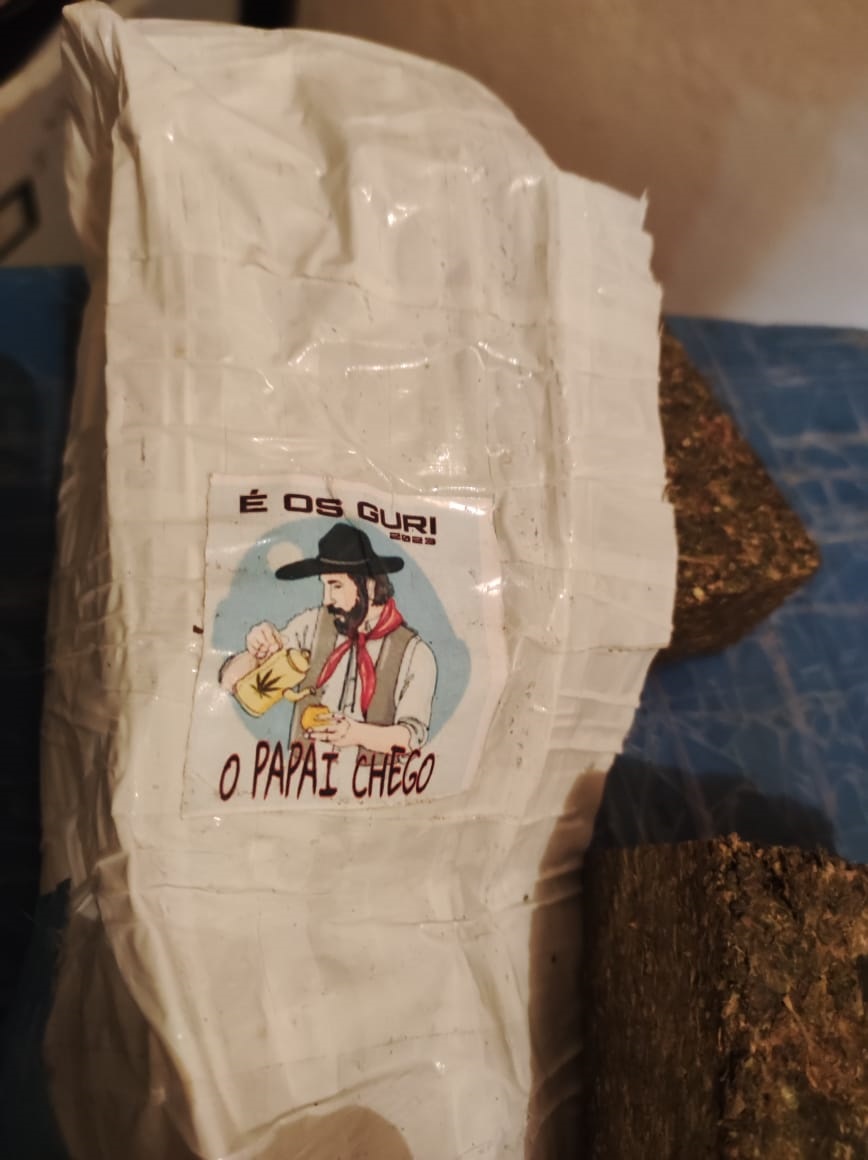 É OS GURI
2023
O PAPAI CHEGO